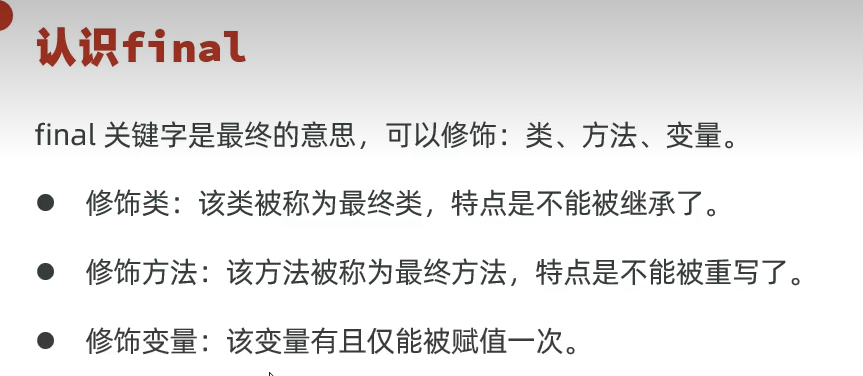 认识final
final 关键字是最终的意思，可以修饰：类、方法、变量。
● 修饰类：该类被称为最终类，特点是不能被继承了。
● 修饰方法：该方法被称为最终方法，特点是不能被重写了。
● 修饰变量：该变量有且仅能被赋值一次。